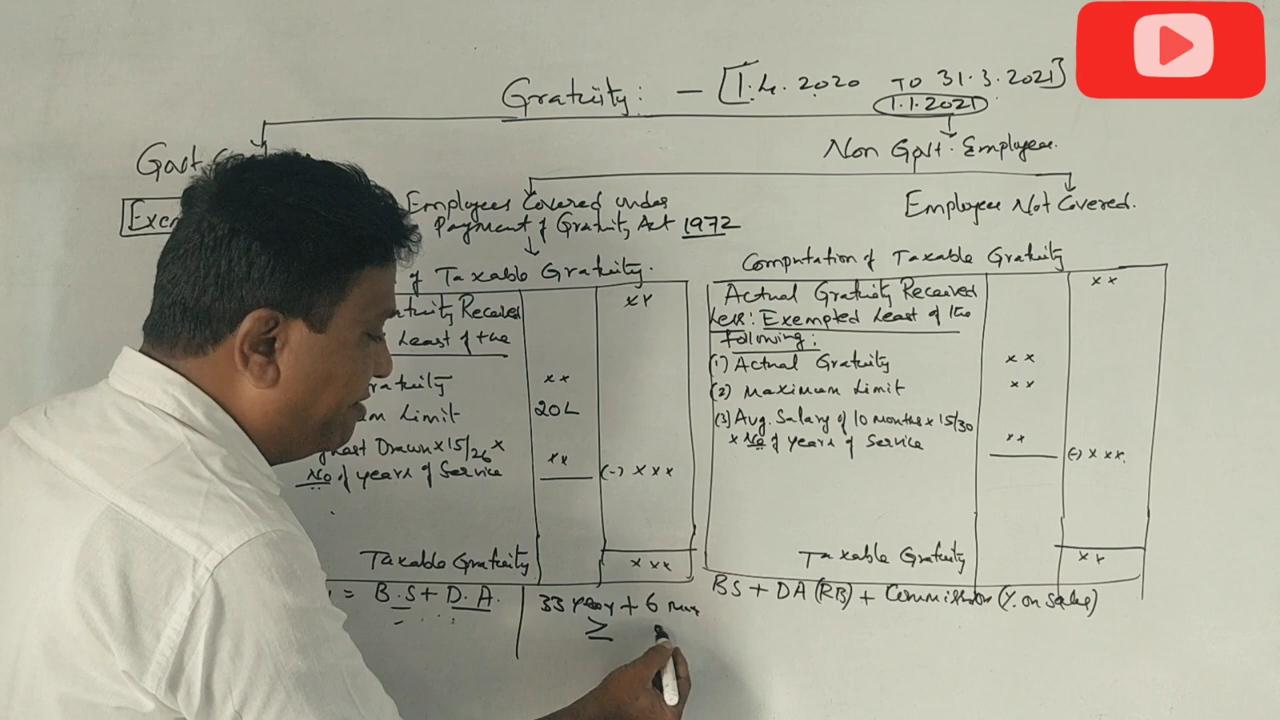 Gratuity: - [1.4.2020 TO 31.3.2021]
1.1.2021
Govt
Non Govt. Employees.
Exe
Employees Covered under
Payment of Gratuity Act 1972
Employee Not Covered.
of Taxable Gratuity.
Computation of Taxable Gratuity
Received xx
Least of the
xx
Limit 20L
Drawn x 15/26 x
No of years of Service xx (-) xxx
Taxable Gratuity xxx
= B.S + D.A.
33 year + 6
≥
Actual Gratuity Received xx
Less: Exempted Least of the
following:
(1) Actual Gratuity xx
(2) Maximum Limit xx
(3) Avg. Salary of 10 Months x 15/30
x No of years of Service xx (-) xxx.
Taxable Gratuity xx
BS + DA (RB) + Commission (% on sales)